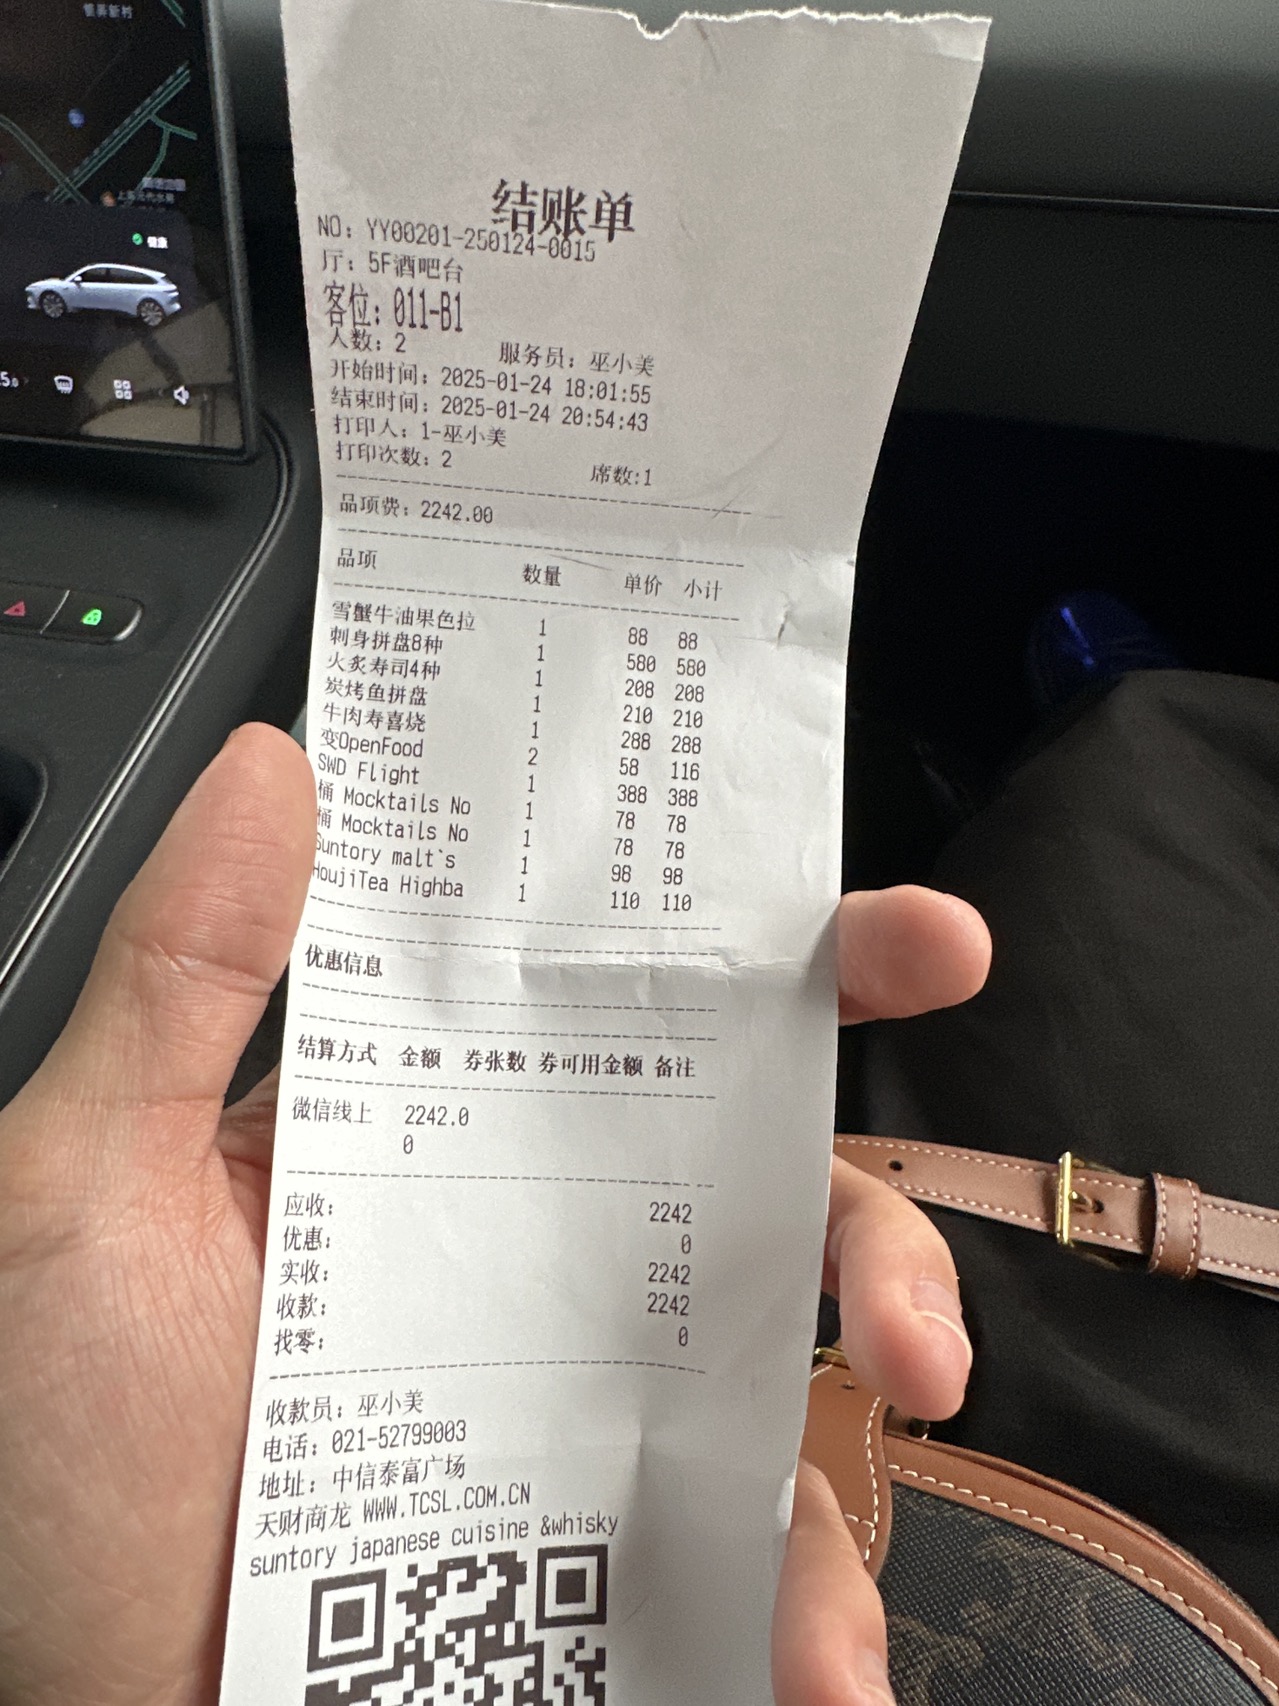 结账单
NO: YY00201-250124-0015
厅: 5F酒吧台
客位: 011-B1
人数: 2 服务员: 巫小美
开始时间: 2025-01-24 18:01:55
结束时间: 2025-01-24 20:54:43
打印人: 1-巫小美
打印次数: 2 席数:1
品项费: 2242.00
品项 数量 单价 小计
雪蟹牛油果色拉 1 88 88
刺身拼盘8种 1 580 580
火炙寿司4种 1 208 208
炭烤鱼拼盘 1 210 210
牛肉寿喜烧 1 288 288
变OpenFood 2 58 116
SWD Flight 1 388 388
桶 Mocktails No 1 78 78
桶 Mocktails No 1 78 78
Suntory malt`s 1 98 98
HoujiTea Highba 1 110 110
优惠信息
结算方式 金额 券张数 券可用金额 备注
微信线上 2242.0
0
应收: 2242
优惠: 0
实收: 2242
收款: 2242
找零: 0
收款员: 巫小美
电话: 021-52799003
地址: 中信泰富广场
天财商龙 WWW.TCSL.COM.CN
suntory japanese cuisine &whisky